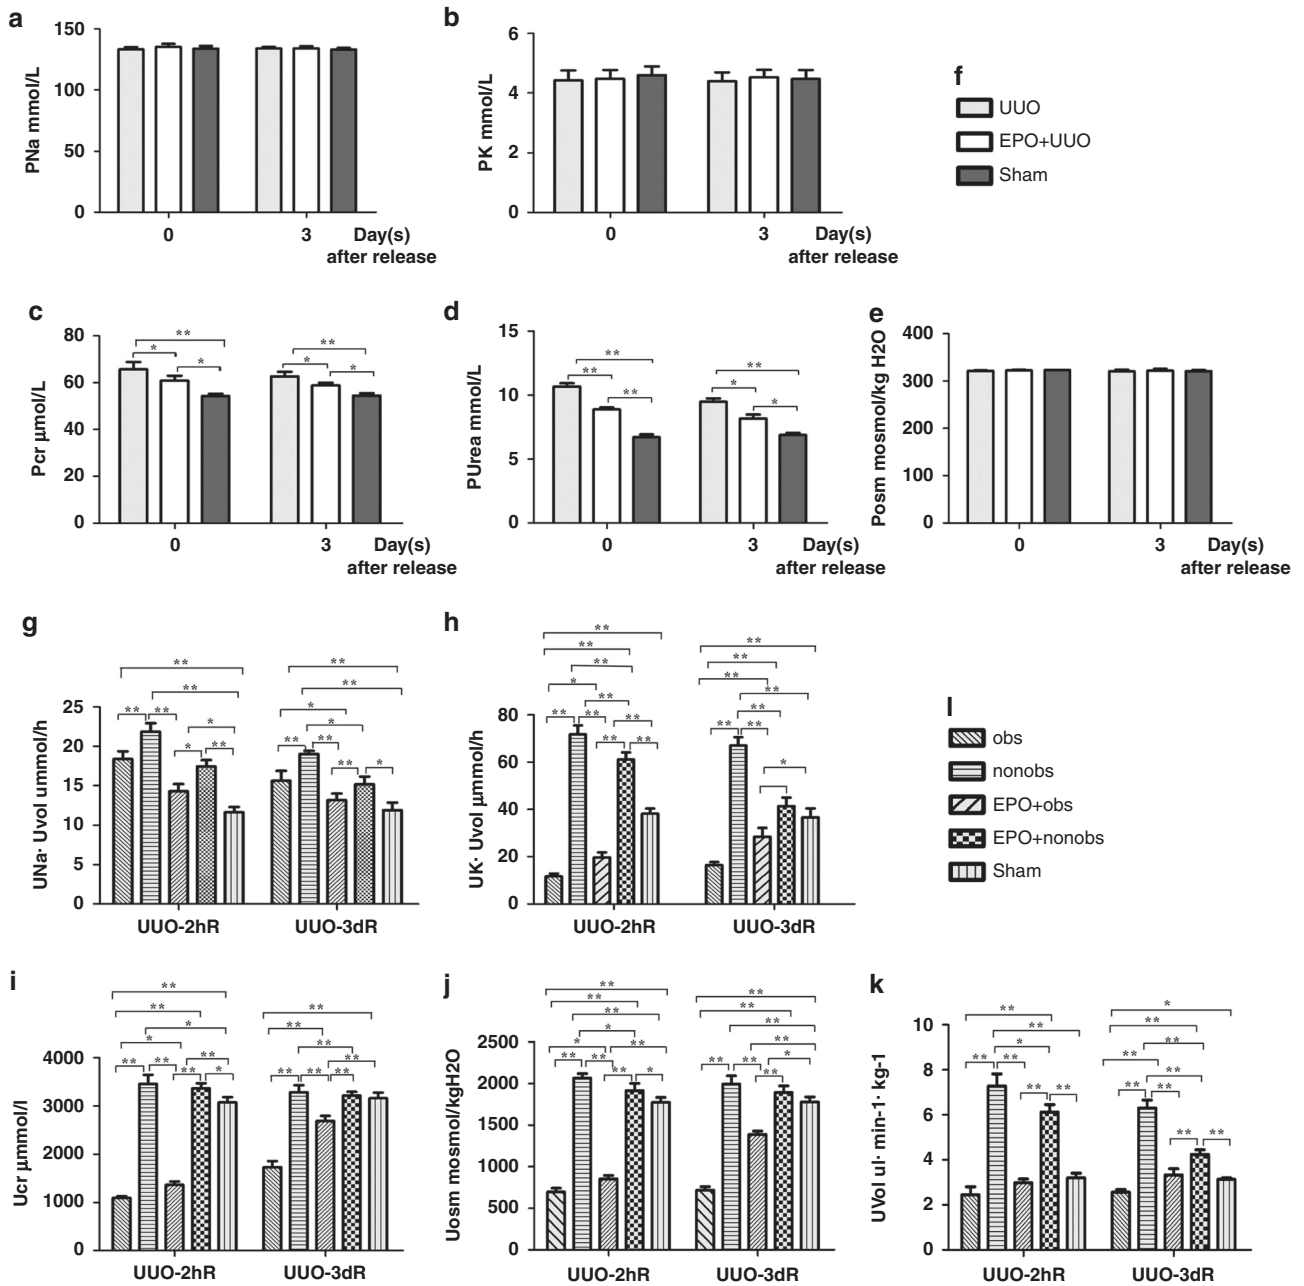 a
PNa mmol/L
150
100
50
0
0 3 Day(s)
after release
b
PK mmol/L
6
4
2
0
0 3 Day(s)
after release
f
UUO
EPO+UUO
Sham
c
Pcr µmol/L
80
60
40
20
0
**
* *
**
* *
0 3 Day(s)
after release
d
PUrea mmol/L
15
10
5
0
**
**
**
**
*
*
0 3 Day(s)
after release
e
Posm mosmol/kg H2O
400
300
200
100
0
0 3 Day(s)
after release
g
UNa· Uvol ummol/h
25
20
15
10
5
0
** **
** **
* *
** ** * *
* ** ** ** ** *
UUO-2hR UUO-3dR
h
UK· Uvol µmmol/h
80
60
40
20
0
**
** **
** **
* **
** **
** ** ** **
** ** ** **
** ** *
UUO-2hR UUO-3dR
l
obs
nonobs
EPO+obs
EPO+nonobs
Sham
i
Ucr µmmol/l
4000
3000
2000
1000
0
**
** **
* **
* **
** ** ** **
** * ** ** **
UUO-2hR UUO-3dR
j
Uosm mosmol/kgH2O
2500
2000
1500
1000
500
0
**
** **
** **
* **
* ** **
** ** ** ** *
** * **
UUO-2hR UUO-3dR
k
UVol ul· min-1· kg-1
10
8
6
4
2
0
** *
** **
* **
** ** ** **
** ** ** **
** **
UUO-2hR UUO-3dR